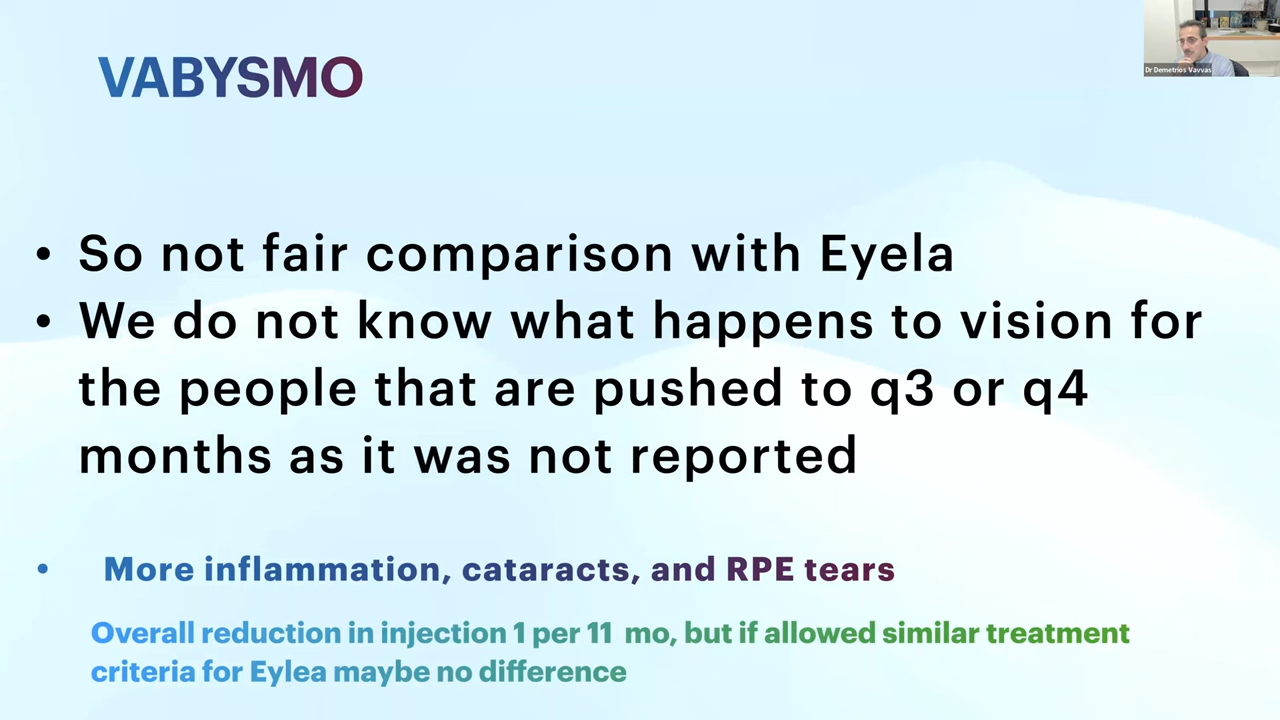 VABYSMO
Dr Demetrios Vavvas
• So not fair comparison with Eyela
• We do not know what happens to vision for
the people that are pushed to q3 or q4
months as it was not reported
• More inflammation, cataracts, and RPE tears
Overall reduction in injection 1 per 11 mo, but if allowed similar treatment
criteria for Eylea maybe no difference